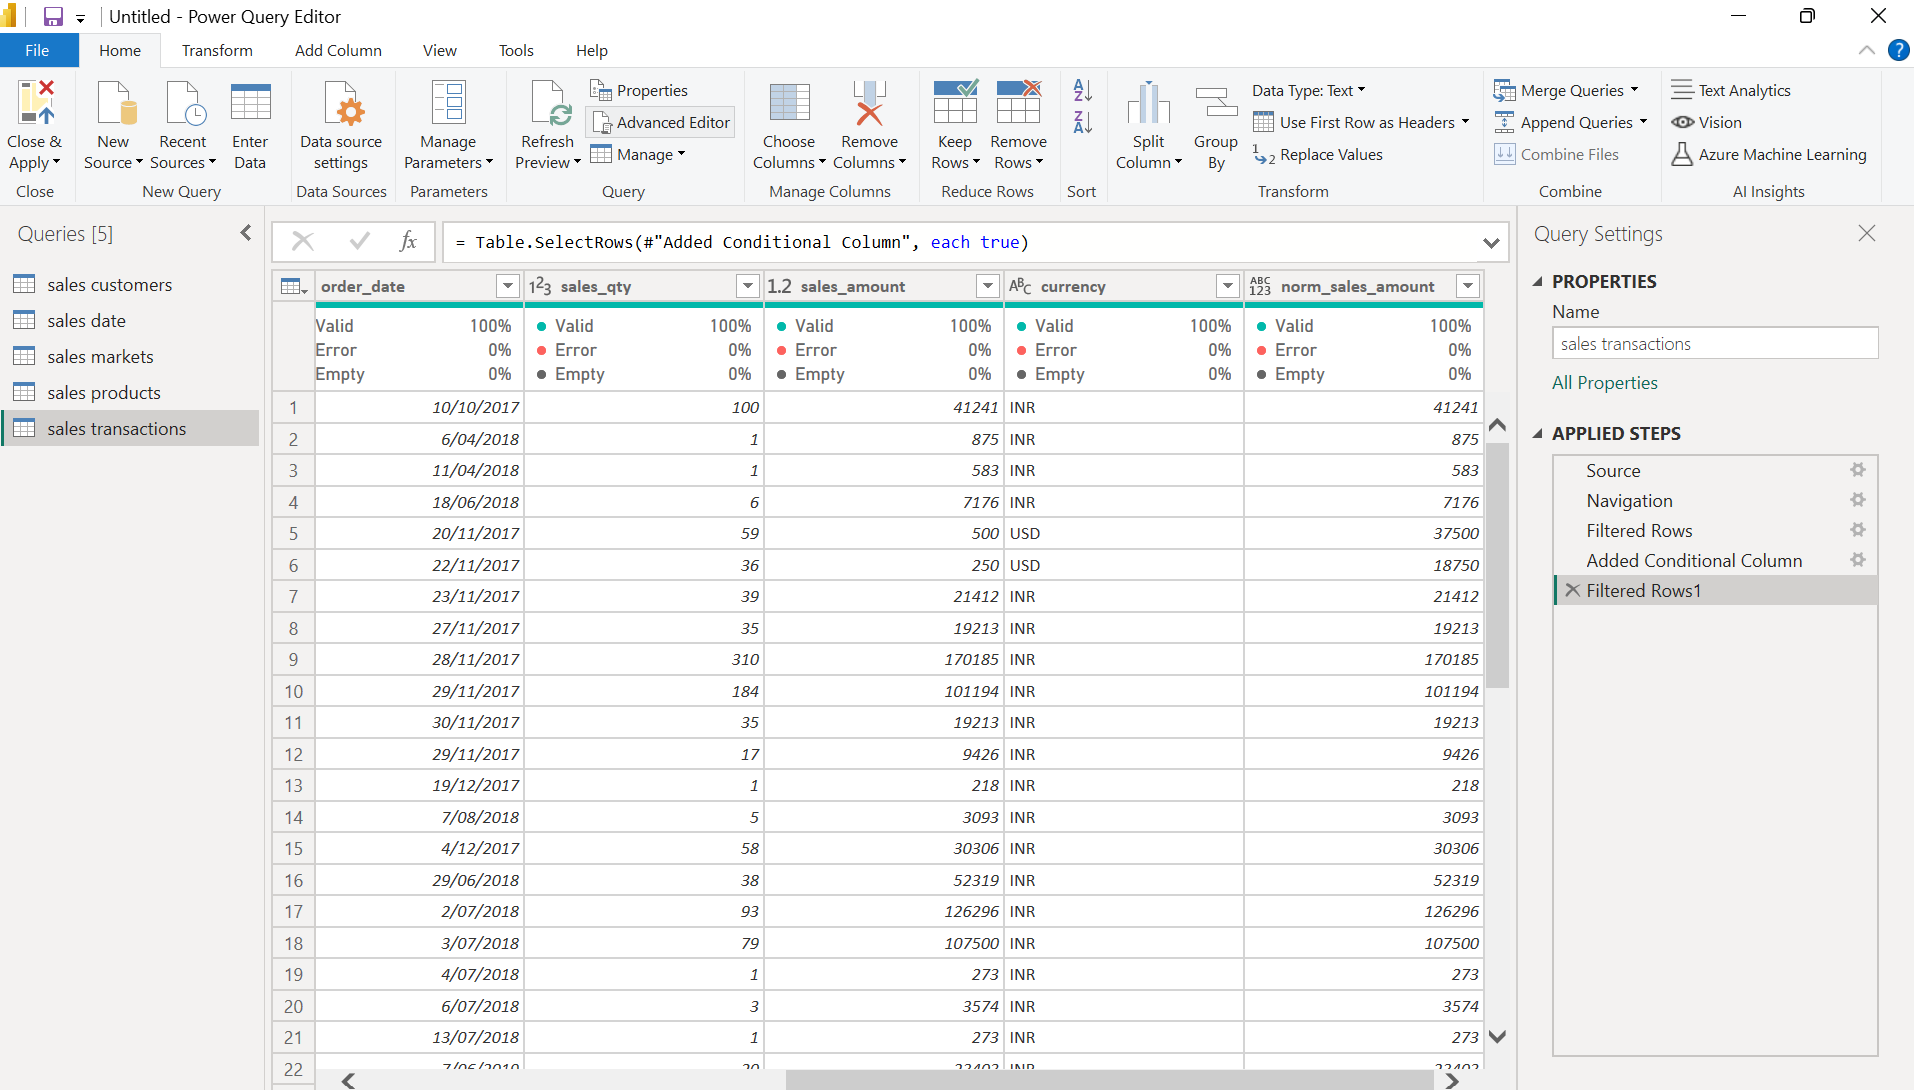 Untitled - Power Query Editor
File Home Transform Add Column View Tools Help
Close & Apply
Close
New Source
Recent Sources
Enter Data
New Query
Data source settings
Data Sources
Manage Parameters
Parameters
Refresh Preview
Properties
Advanced Editor
Manage
Query
Choose Columns
Remove Columns
Manage Columns
Keep Rows
Remove Rows
Reduce Rows
Sort
Split Column
Group By
Data Type: Text
Use First Row as Headers
Replace Values
Transform
Merge Queries
Append Queries
Combine Files
Combine
Text Analytics
Vision
Azure Machine Learning
AI Insights
Queries [5]
sales customers
sales date
sales markets
sales products
sales transactions
fx
= Table.SelectRows(#"Added Conditional Column", each true)
order_date 1²3 sales_qty 1.2 sales_amount ABC currency ABC 123 norm_sales_amount
Valid 100% Valid 100% Valid 100% Valid 100% Valid 100%
Error 0% Error 0% Error 0% Error 0% Error 0%
Empty 0% Empty 0% Empty 0% Empty 0% Empty 0%
1 10/10/2017 100 41241 INR 41241
2 6/04/2018 1 875 INR 875
3 11/04/2018 1 583 INR 583
4 18/06/2018 6 7176 INR 7176
5 20/11/2017 59 500 USD 37500
6 22/11/2017 36 250 USD 18750
7 23/11/2017 39 21412 INR 21412
8 27/11/2017 35 19213 INR 19213
9 28/11/2017 310 170185 INR 170185
10 29/11/2017 184 101194 INR 101194
11 30/11/2017 35 19213 INR 19213
12 29/11/2017 17 9426 INR 9426
13 19/12/2017 1 218 INR 218
14 7/08/2018 5 3093 INR 3093
15 4/12/2017 58 30306 INR 30306
16 29/06/2018 38 52319 INR 52319
17 2/07/2018 93 126296 INR 126296
18 3/07/2018 79 107500 INR 107500
19 4/07/2018 1 273 INR 273
20 6/07/2018 3 3574 INR 3574
21 13/07/2018 1 273 INR 273
22
Query Settings
PROPERTIES
Name
sales transactions
All Properties
APPLIED STEPS
Source
Navigation
Filtered Rows
Added Conditional Column
Filtered Rows1